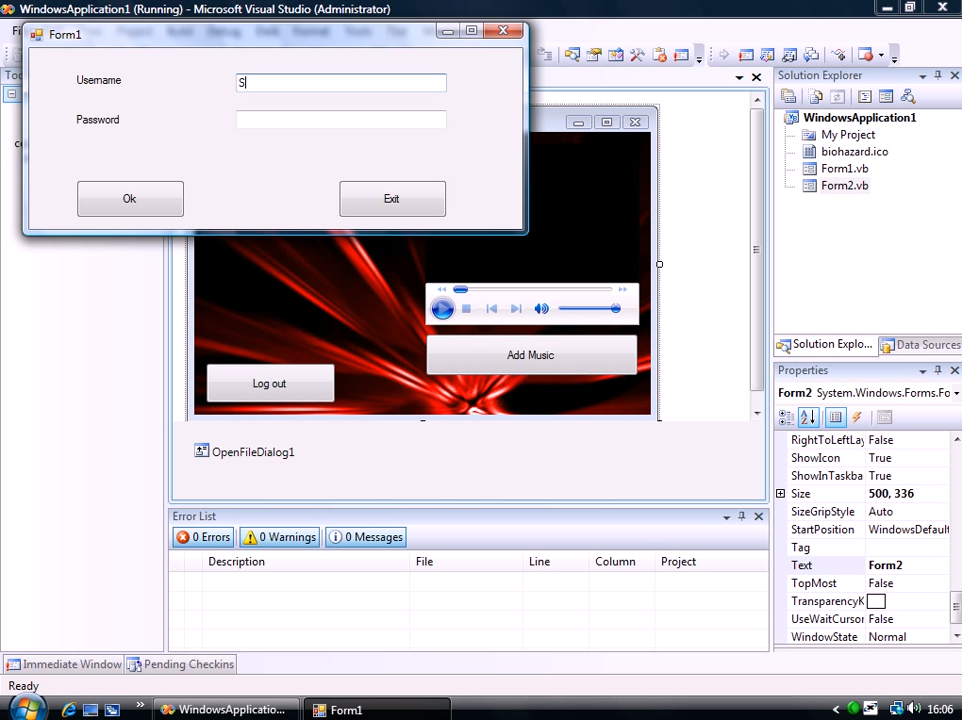 WindowsApplication1 (Running) - Microsoft Visual Studio (Administrator)
Form1
Username
S
Password
Ok
Exit
Solution Explorer
WindowsApplication1
My Project
biohazard.ico
Form1.vb
Form2.vb
Add Music
Log out
OpenFileDialog1
Solution Explo...
Data Sources
Properties
Form2 System.Windows.Forms.Fo
RightToLeftLay False
ShowIcon True
ShowInTaskba True
Size 500, 336
SizeGripStyle Auto
StartPosition WindowsDefault
Tag
Text Form2
TopMost False
TransparencyK
UseWaitCursor False
WindowState Normal
Error List
0 Errors
0 Warnings
0 Messages
Description File Line Column Project
Immediate Window
Pending Checkins
Ready
WindowsApplicatio...
Form1
16:06